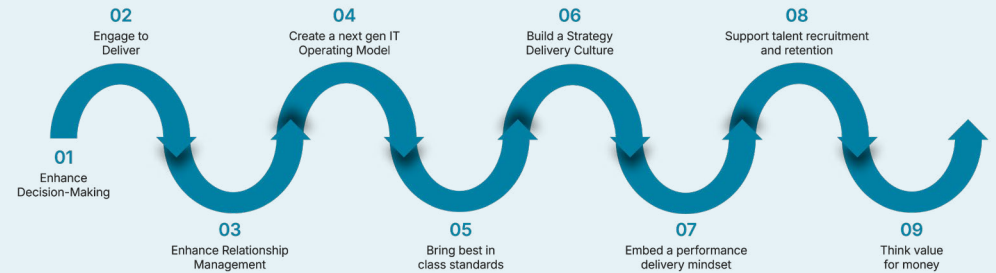 01
Enhance
Decision-Making
02
Engage to
Deliver
03
Enhance Relationship
Management
04
Create a next gen IT
Operating Model
05
Bring best in
class standards
06
Build a Strategy
Delivery Culture
07
Embed a performance
delivery mindset
08
Support talent recruitment
and retention
09
Think value
for money